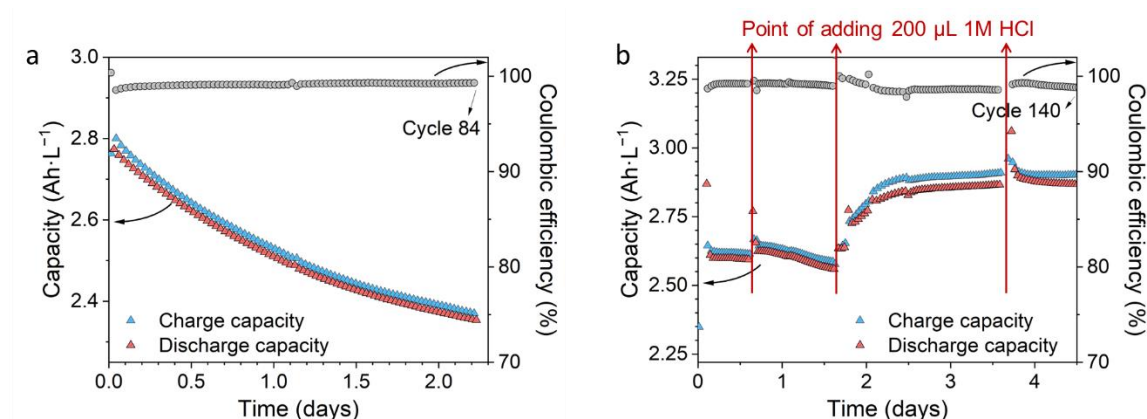 a
3.0
2.8
2.6
2.4
Capacity (Ah·L⁻¹)
100
90
80
70
Coulombic efficiency (%)
Cycle 84
Charge capacity
Discharge capacity
0.0 0.5 1.0 1.5 2.0
Time (days)
Point of adding 200 µL 1M HCl
b
3.25
3.00
2.75
2.50
2.25
Capacity (Ah·L⁻¹)
100
90
80
70
Coulombic efficiency (%)
Cycle 140
Charge capacity
Discharge capacity
0 1 2 3 4
Time (days)